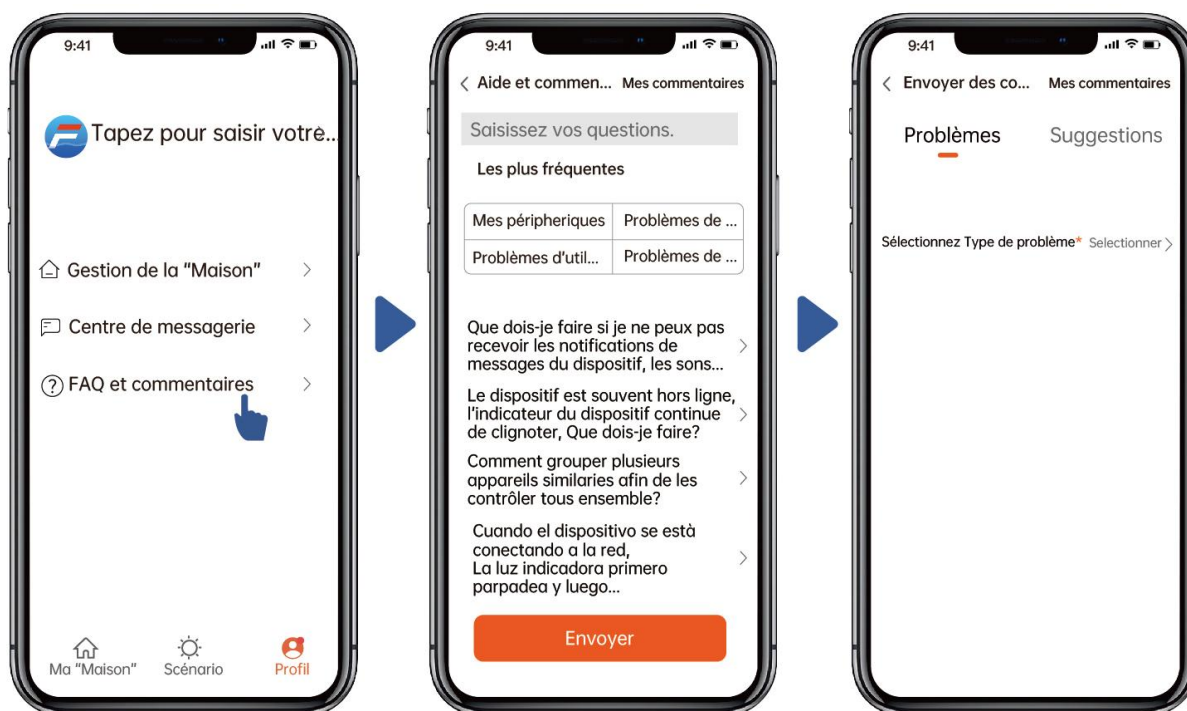 9:41
Tapez pour saisir votre...
Gestion de la "Maison"
Centre de messagerie
FAQ et commentaires
Ma "Maison"
Scénario
Profil
9:41
Aide et commen... Mes commentaires
Saisissez vos questions.
Les plus fréquentes
Mes péripheriques Problèmes de ...
Problèmes d'util... Problèmes de ...
Que dois-je faire si je ne peux pas
recevoir les notifications de
messages du dispositif, les sons...
Le dispositif est souvent hors ligne,
l'indicateur du dispositif continue
de clignoter, Que dois-je faire?
Comment grouper plusieurs
appareils similaries afin de les
contrôler tous ensemble?
Cuando el dispositivo se està
conectando a la red,
La luz indicadora primero
parpadea y luego...
Envoyer
9:41
Envoyer des co... Mes commentaires
Problèmes Suggestions
Sélectionnez Type de problème* Selectionner